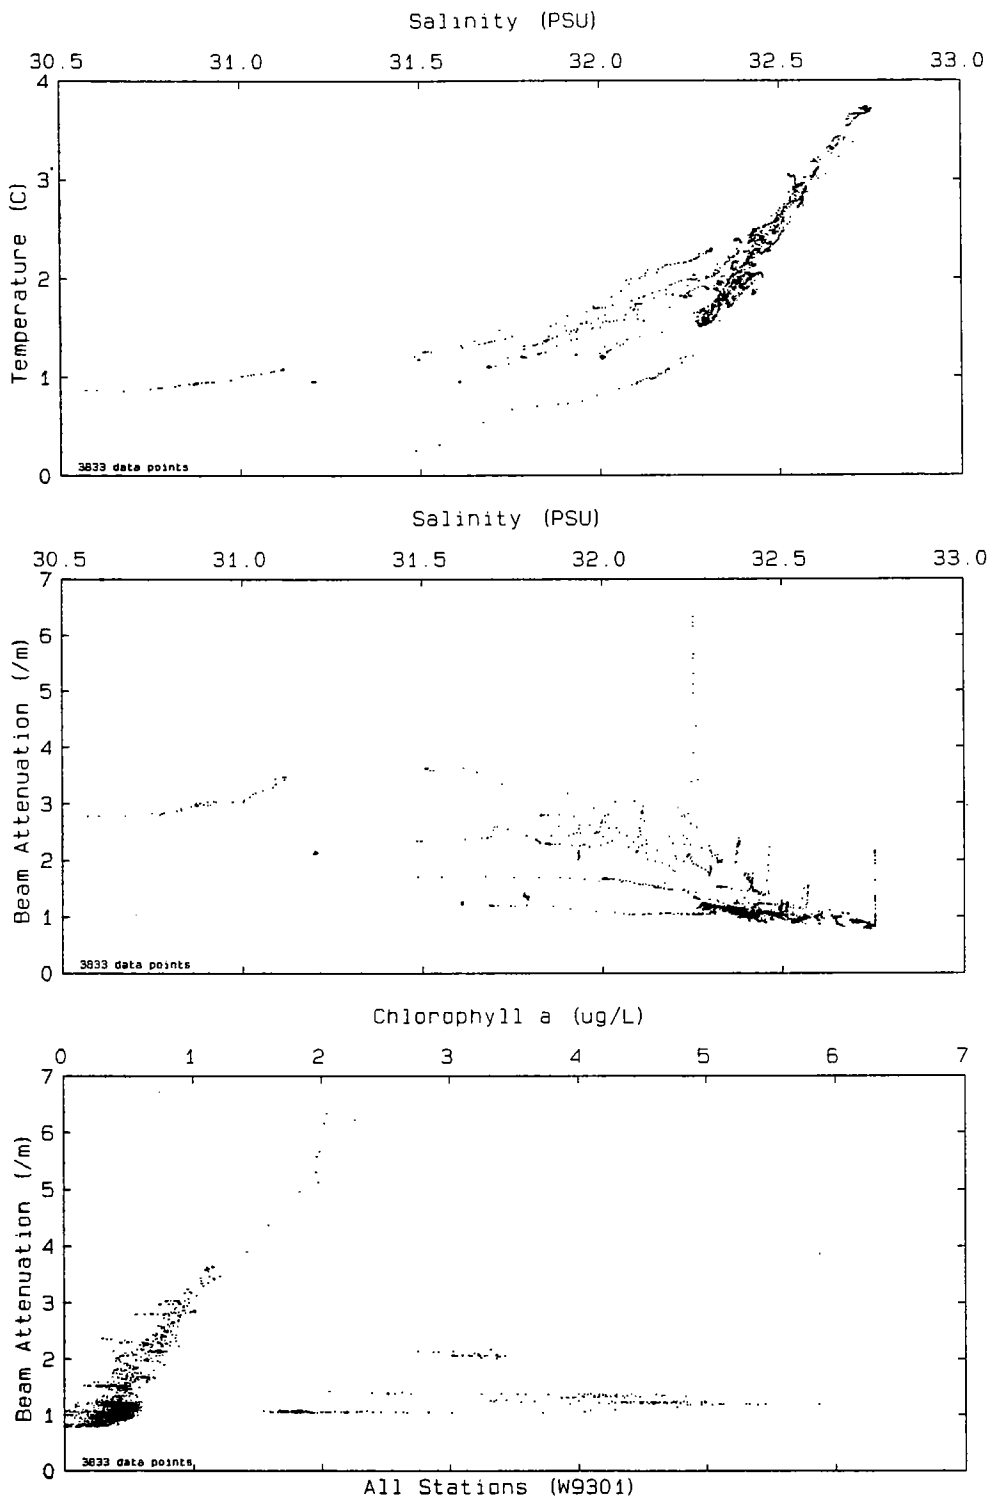 Salinity (PSU)
30.5 31.0 31.5 32.0 32.5 33.0
4
3
2
1
0
Temperature (C)
3833 data points
Salinity (PSU)
30.5 31.0 31.5 32.0 32.5 33.0
7
6
5
4
3
2
1
0
Beam Attenuation (/m)
3833 data points
Chlorophyll a (ug/L)
0 1 2 3 4 5 6 7
7
6
5
4
3
2
1
0
Beam Attenuation (/m)
3833 data points
All Stations (W9301)